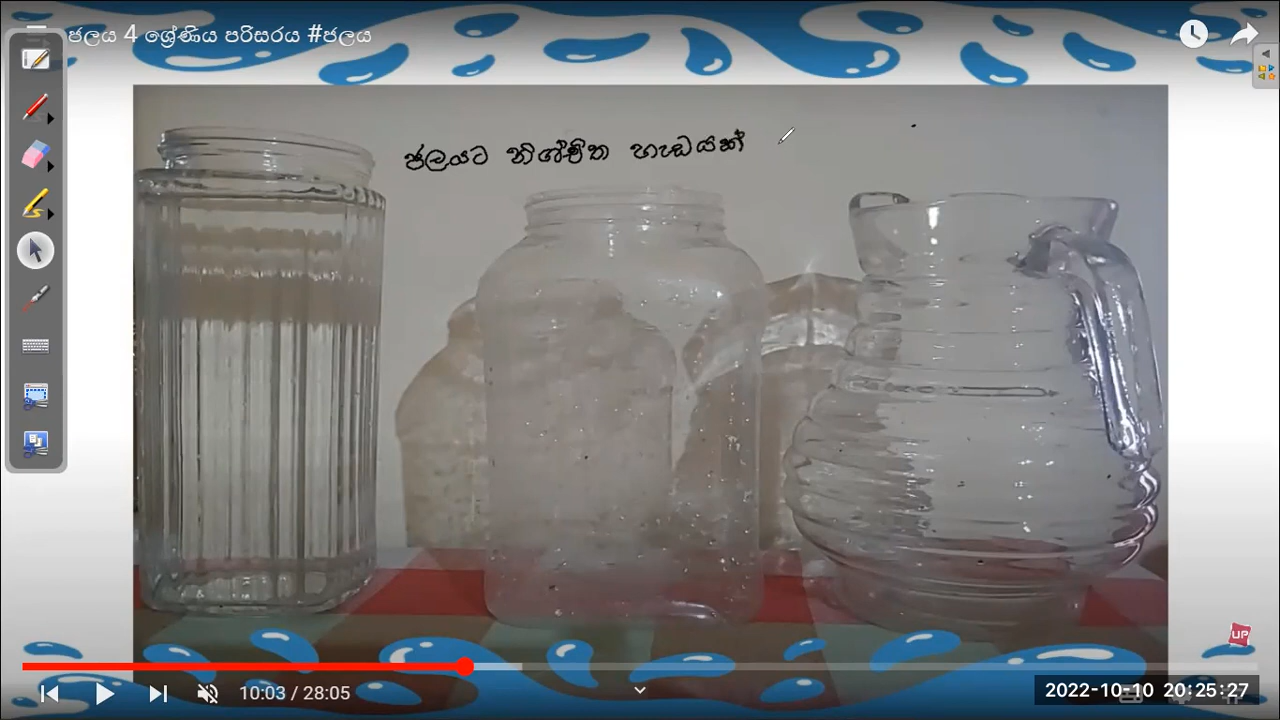 ජලය 4 ශ්‍රේණිය පරිසරය #ජලය
ජලයට නිශ්චිත හැඩයක්
UP
10:03 / 28:05
2022-10-10 20:25:27